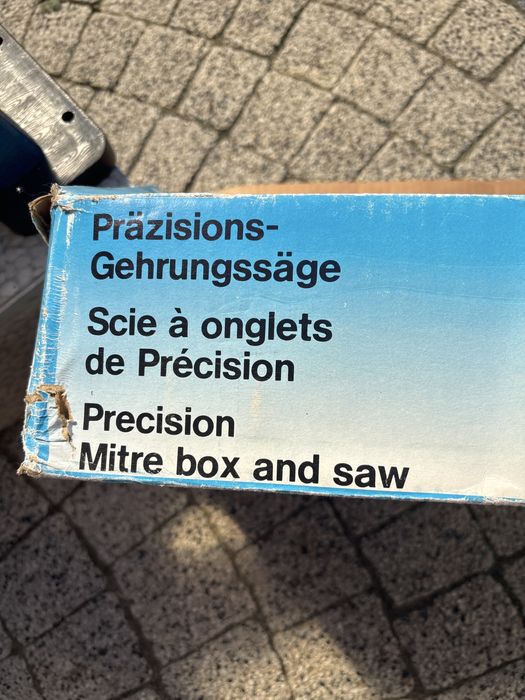 Präzisions-
Gehrungssäge
Scie à onglets
de Précision
Precision
Mitre box and saw